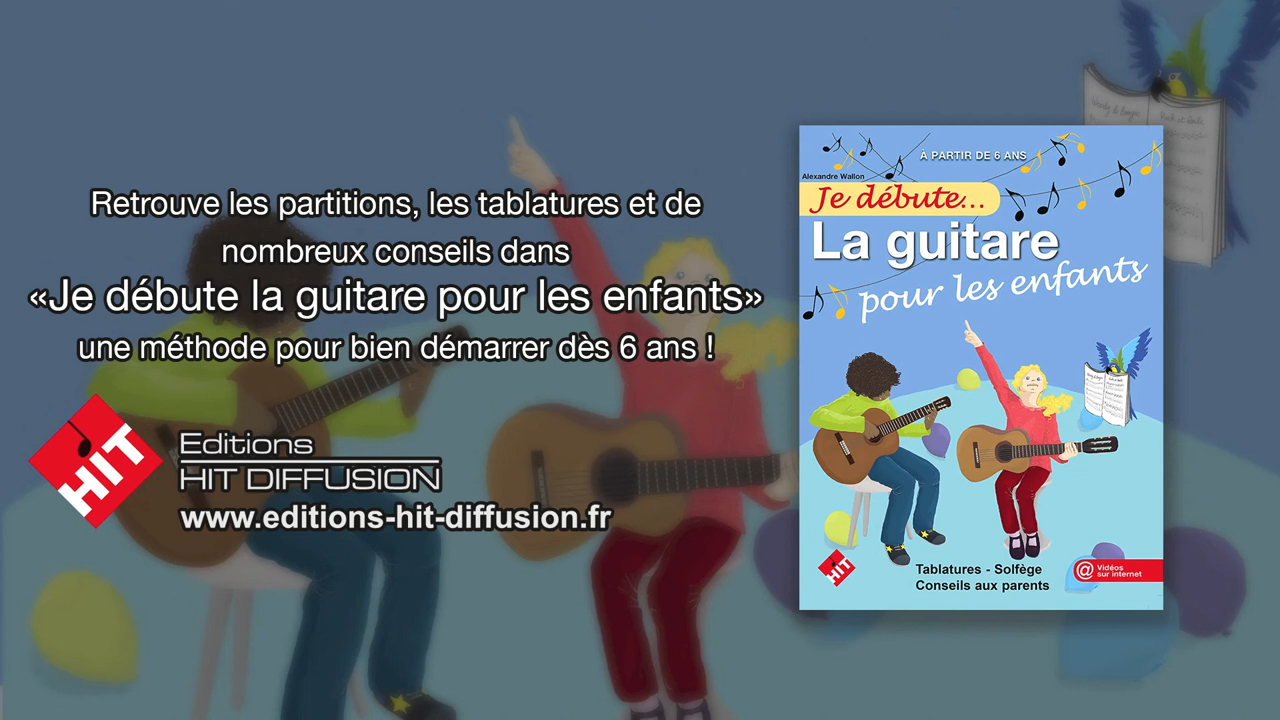 Retrouve les partitions, les tablatures et de
nombreux conseils dans
«Je débute la guitare pour les enfants»
une méthode pour bien démarrer dès 6 ans !
HIT
Editions
HIT DIFFUSION
www.editions-hit-diffusion.fr
À PARTIR DE 6 ANS
Alexandre Wallon
Je débute...
La guitare
pour les enfants
HIT
Tablatures - Solfège
Conseils aux parents
@ Vidéos
sur internet